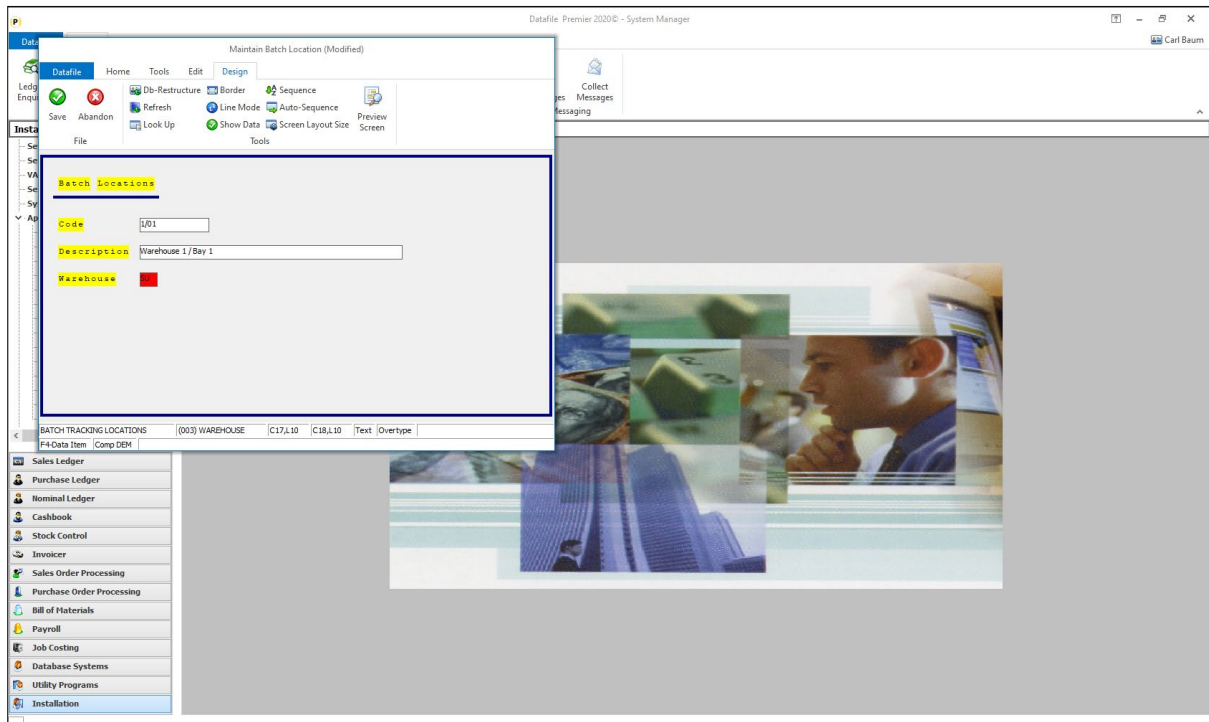 Datafile Premier 2020© - System Manager
Carl Baum
Maintain Batch Location (Modified)
Datafile Home Tools Edit Design
Save Abandon
Db-Restructure Border Sequence
Refresh Line Mode Auto-Sequence
Look Up Show Data Screen Layout Size
Preview Screen
File Tools
Collect Messages
Batch Locations
Code 1/01
Description Warehouse 1 / Bay 1
Warehouse
BATCH TRACKING LOCATIONS (003) WAREHOUSE C17,L10 C18,L10 Text Overtype
F4-Data Item Comp DEM
Sales Ledger
Purchase Ledger
Nominal Ledger
Cashbook
Stock Control
Invoicer
Sales Order Processing
Purchase Order Processing
Bill of Materials
Payroll
Job Costing
Database Systems
Utility Programs
Installation